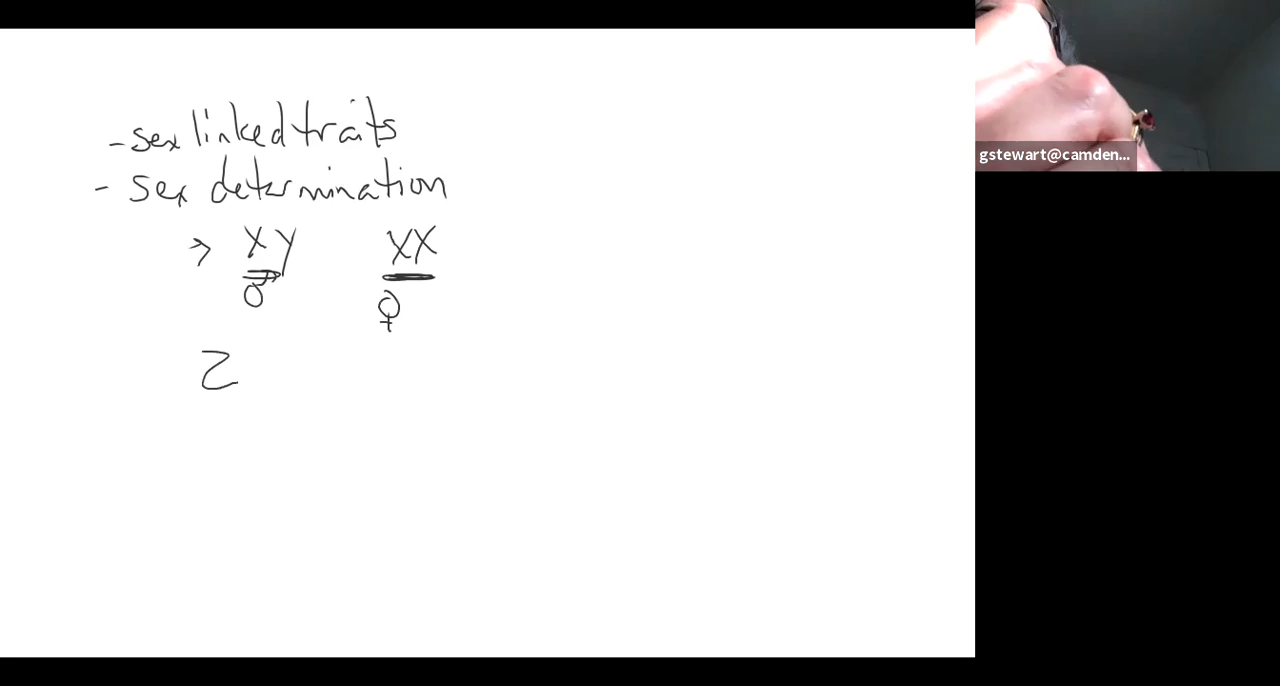 - sex linked traits
- sex determination
> XY XX
♂ ♀
Z
gstewart@camden...